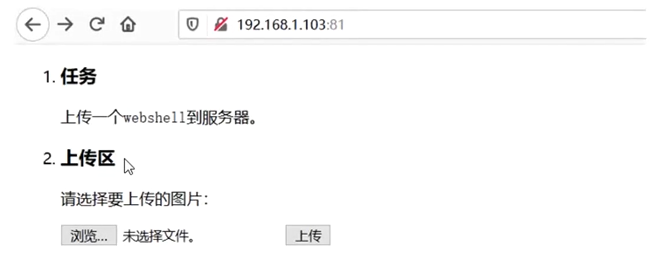 192.168.1.103:81
1. 任务
上传一个webshell到服务器。
2. 上传区
请选择要上传的图片：
浏览... 未选择文件。 上传